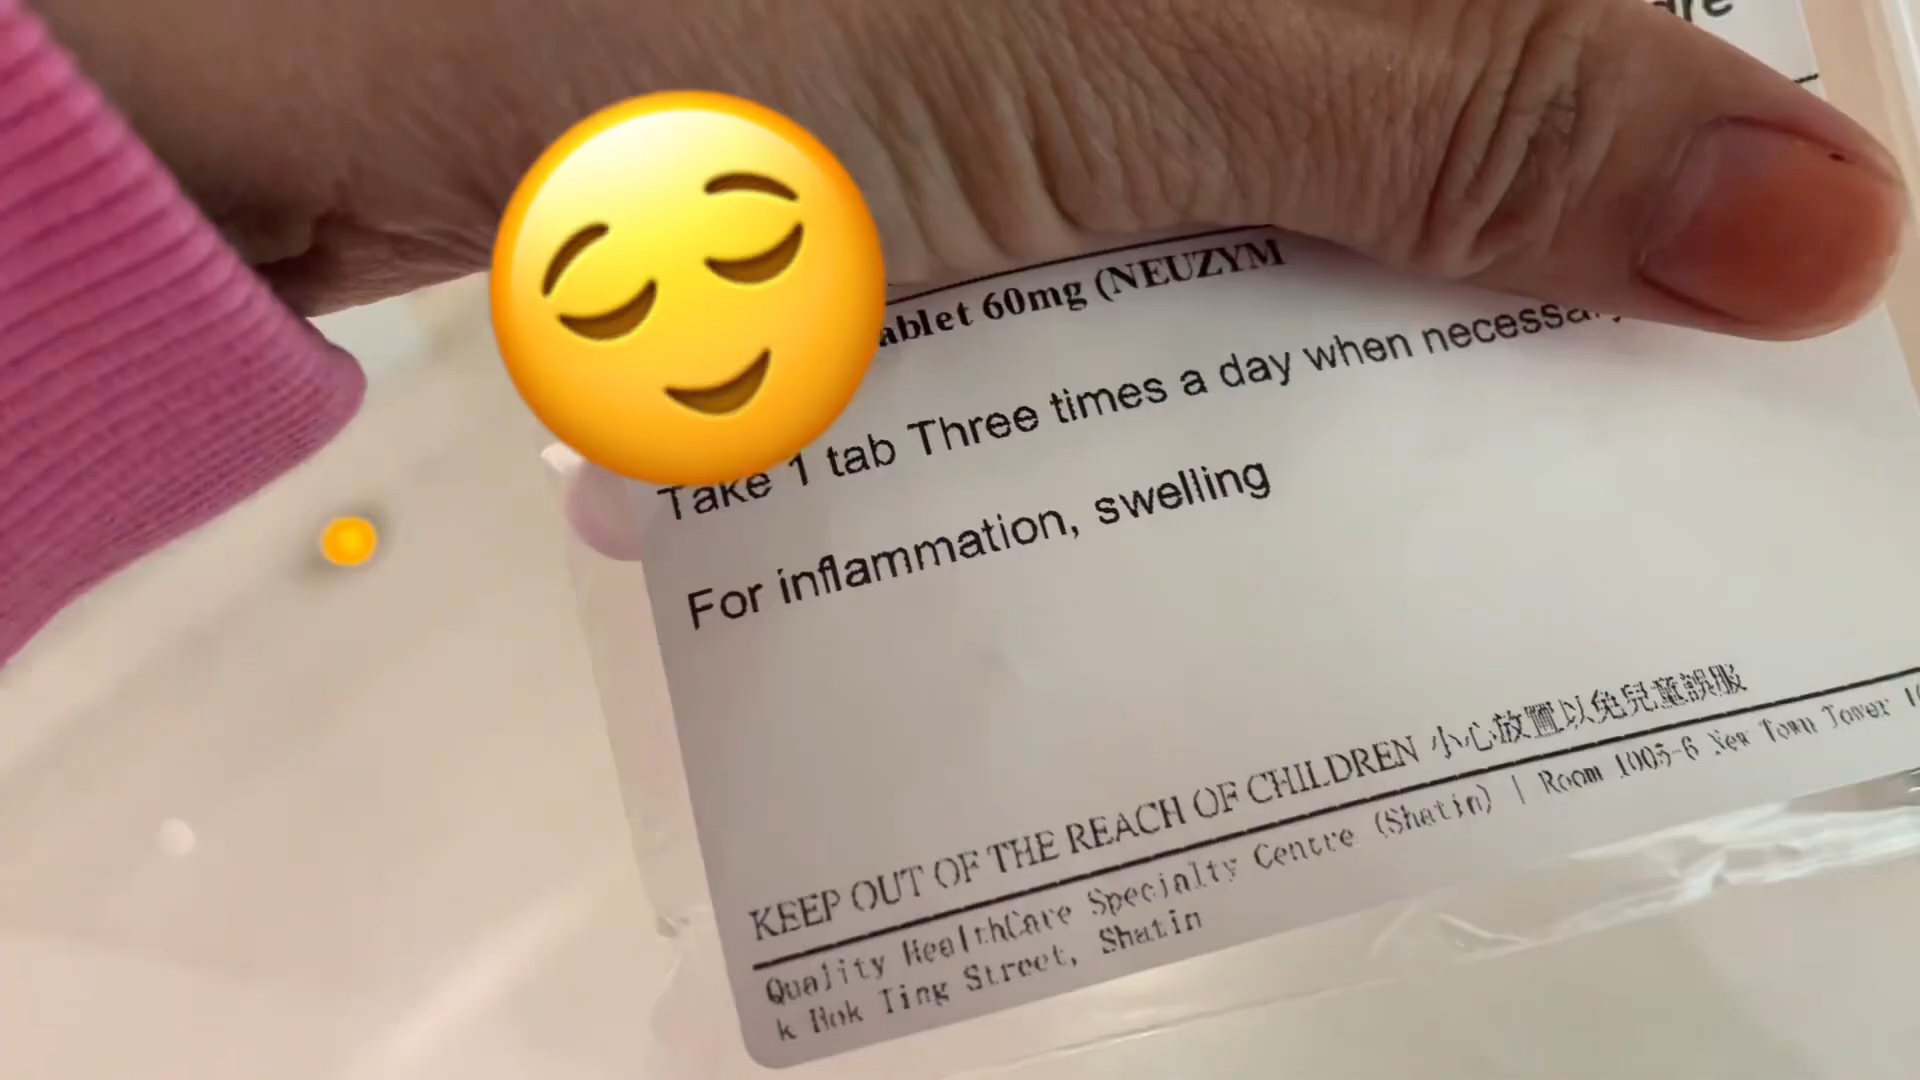 ablet 60mg (NEUZYM
Take 1 tab Three times a day when necessary
For inflammation, swelling
KEEP OUT OF THE REACH OF CHILDREN 小心放置以免兒童誤服
Quality HealthCare Specialty Centre (Shatin) | Room 1005-6 New Town Tower
k Hok Ting Street, Shatin